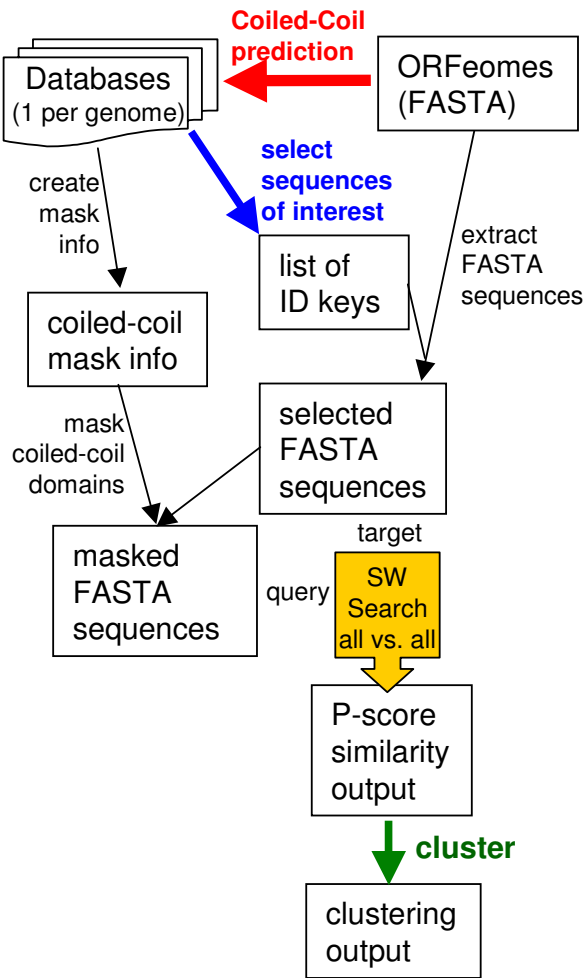 Coiled-Coil
prediction
Databases
(1 per genome)
ORFeomes
(FASTA)
select
sequences
of interest
create
mask
info
list of
ID keys
extract
FASTA
sequences
coiled-coil
mask info
mask
coiled-coil
domains
selected
FASTA
sequences
target
masked
FASTA
sequences
query
SW
Search
all vs. all
P-score
similarity
output
cluster
clustering
output